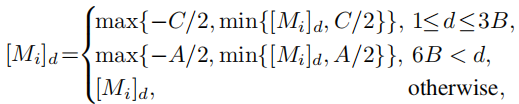 max{−C/2, min{[M_i]_d, C/2}}, 1≤d≤3B,
[M_i]_d={max{−A/2, min{[M_i]_d, A/2}}, 6B < d,
[M_i]_d, otherwise,